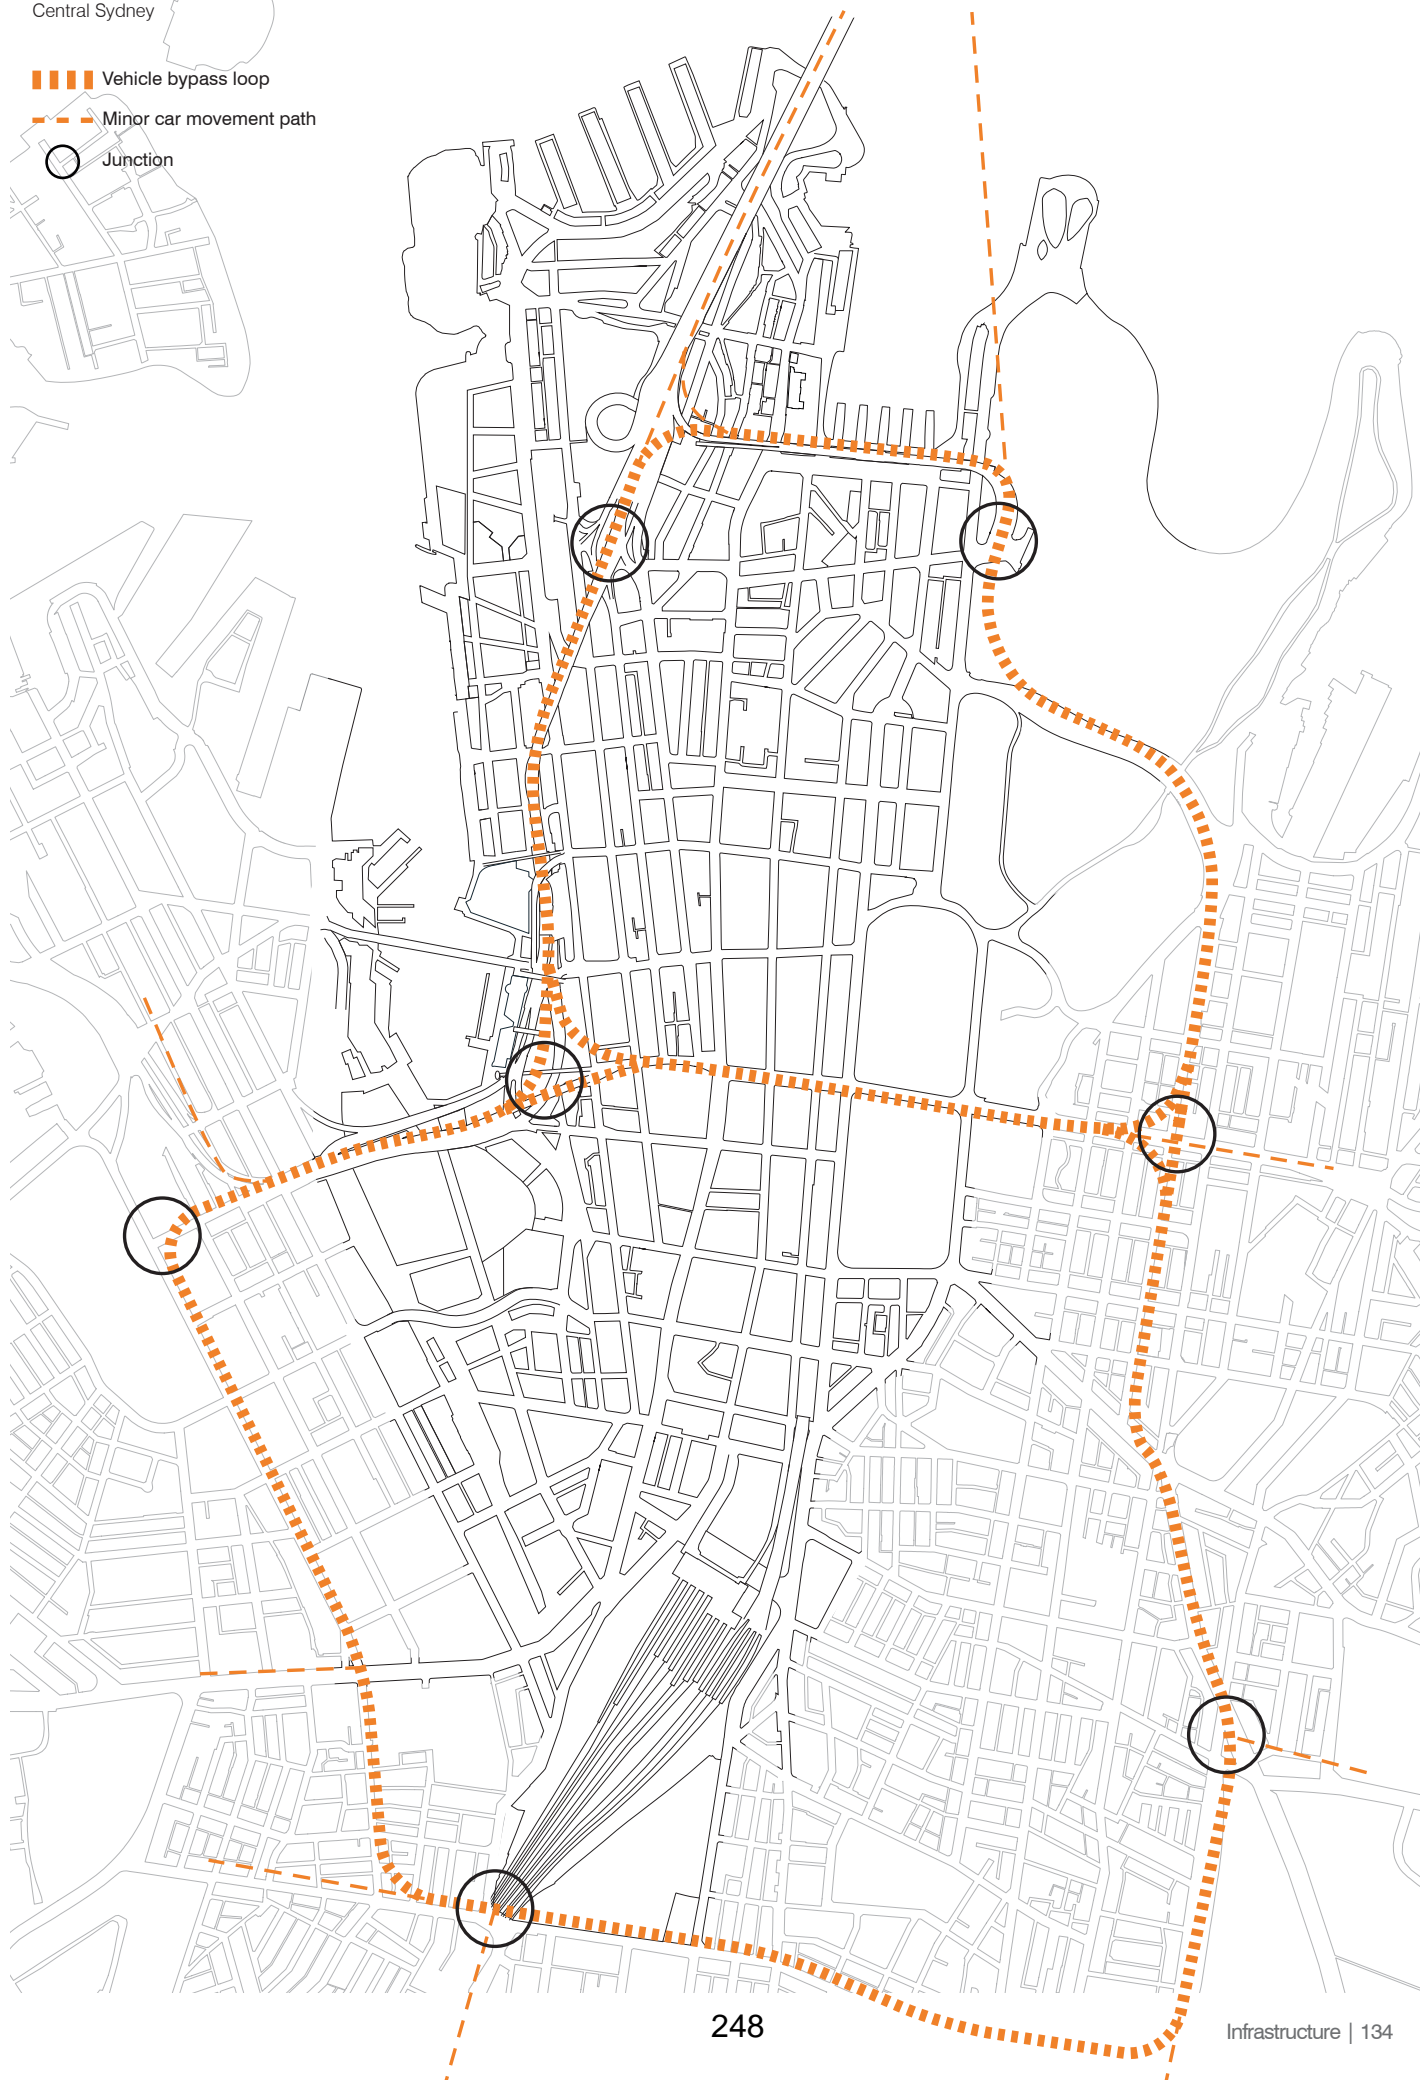 Central Sydney
Vehicle bypass loop
Minor car movement path
Junction
248
Infrastructure | 134